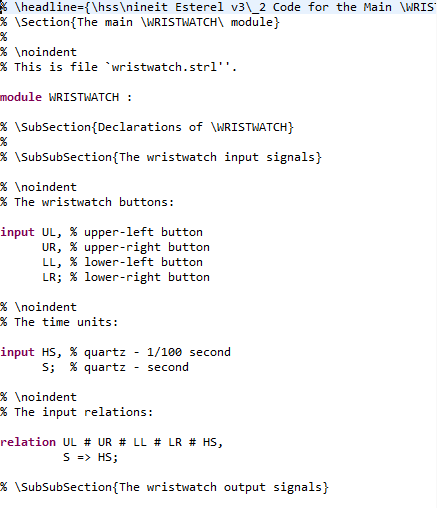 % \headline={\hss\nineit Esterel v3\_2 Code for the Main \WRIS
% \Section{The main \WRISTWATCH\ module}
%
% \noindent
% This is file `wristwatch.strl''.
module WRISTWATCH :
% \SubSection{Declarations of \WRISTWATCH}
%
% \SubSubSection{The wristwatch input signals}
% \noindent
% The wristwatch buttons:
input UL, % upper-left button
UR, % upper-right button
LL, % lower-left button
LR; % lower-right button
% \noindent
% The time units:
input HS, % quartz - 1/100 second
S;  % quartz - second
% \noindent
% The input relations:
relation UL # UR # LL # LR # HS,
S => HS;
% \SubSubSection{The wristwatch output signals}